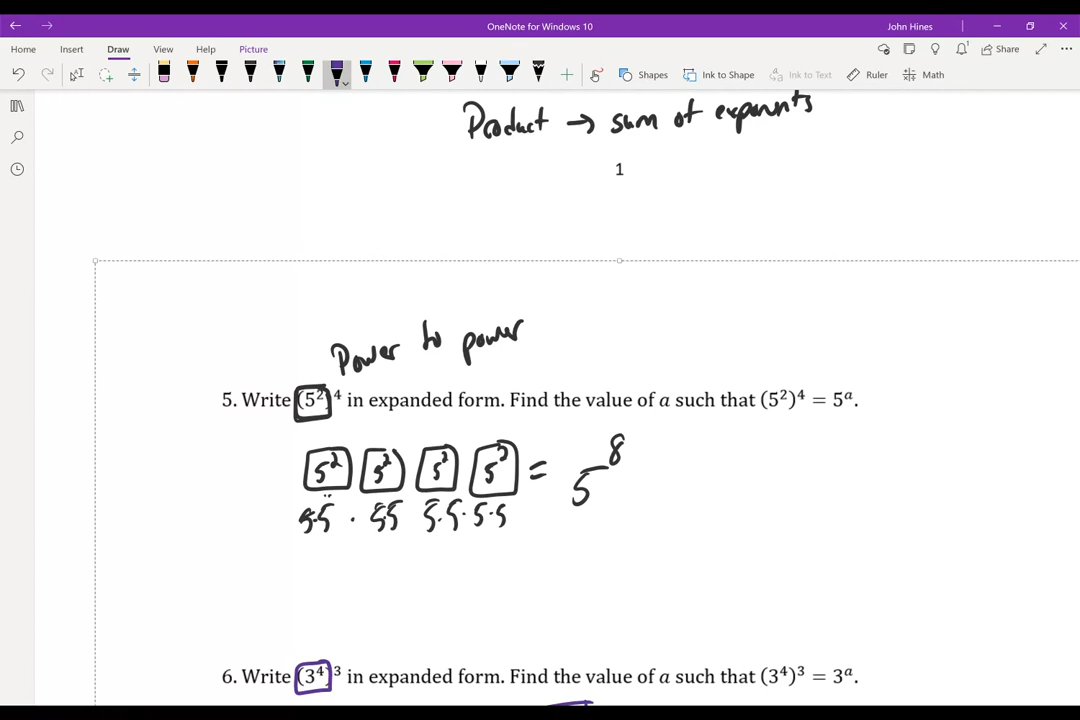 OneNote for Windows 10
John Hines
Home Insert Draw View Help Picture
Share
Shapes Ink to Shape Ink to Text Ruler Math
Product → sum of exponents
1
Power to power
5. Write (5²)⁴ in expanded form. Find the value of a such that (5²)⁴ = 5ᵃ.
5² 5² 5² 5² = 5⁸
5·5 · 5·5 5·5·5·5
6. Write (3⁴)³ in expanded form. Find the value of a such that (3⁴)³ = 3ᵃ.